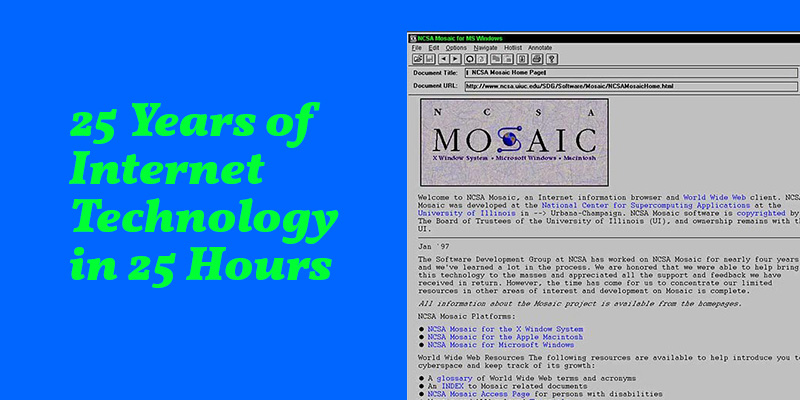 25 Years of
Internet
Technology
in 25 Hours
NCSA Mosaic for MS Windows
File Edit Options Navigate Hotlist Annotate
Document Title: NCSA Mosaic Home Page
Document URL: http://www.ncsa.uiuc.edu/SDG/Software/Mosaic/NCSAMosaicHome.html
N C S A
MOSAIC
X Window System • Microsoft Windows • Macintosh
Welcome to NCSA Mosaic, an Internet information browser and World Wide Web client. NCSA
Mosaic was developed at the National Center for Supercomputing Applications at the
University of Illinois in --> Urbana-Champaign. NCSA Mosaic software is copyrighted by
The Board of Trustees of the University of Illinois (UI), and ownership remains with th
UI.
Jan '97
The Software Development Group at NCSA has worked on NCSA Mosaic for nearly four years
and we've learned a lot in the process. We are honored that we were able to help bring
this technology to the masses and appreciated all the support and feedback we have
received in return. However, the time has come for us to concentrate our limited
resources in other areas of interest and development on Mosaic is complete.
All information about the Mosaic project is available from the homepages.
NCSA Mosaic Platforms:
● NCSA Mosaic for the X Window System
● NCSA Mosaic for the Apple Macintosh
● NCSA Mosaic for Microsoft Windows
World Wide Web Resources The following resources are available to help introduce you to
cyberspace and keep track of its growth:
● A glossary of World Wide Web terms and acronyms
● An INDEX to Mosaic related documents
● NCSA Mosaic Access Page for persons with disabilities